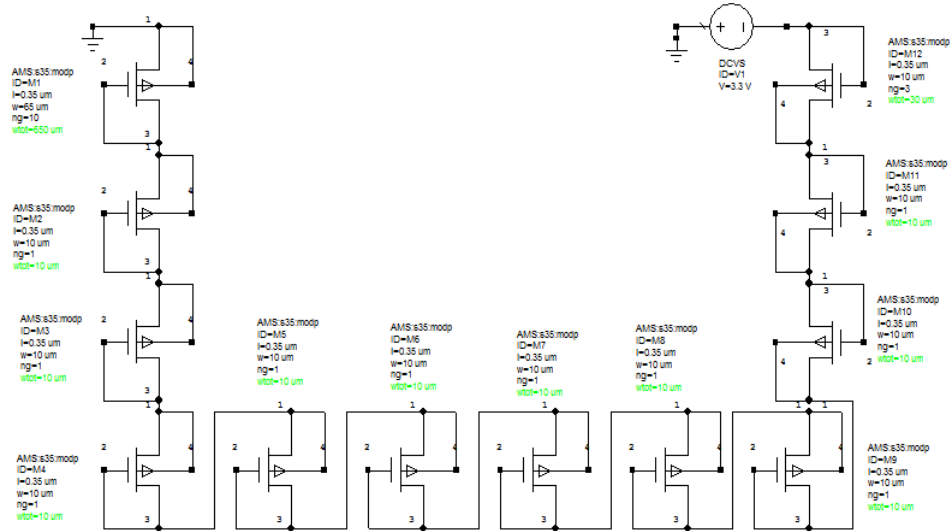 AMS:s35:modp
ID=M1
l=0.35 um
w=65 um
ng=10
wtot=650 um
1
2
4
3
AMS:s35:modp
ID=M2
l=0.35 um
w=10 um
ng=1
wtot=10 um
1
2
4
3
AMS:s35:modp
ID=M3
l=0.35 um
w=10 um
ng=1
wtot=10 um
1
2
4
3
AMS:s35:modp
ID=M4
l=0.35 um
w=10 um
ng=1
wtot=10 um
1
2
4
3
AMS:s35:modp
ID=M5
l=0.35 um
w=10 um
ng=1
wtot=10 um
1
2
4
3
AMS:s35:modp
ID=M6
l=0.35 um
w=10 um
ng=1
wtot=10 um
1
2
4
3
AMS:s35:modp
ID=M7
l=0.35 um
w=10 um
ng=1
wtot=10 um
1
2
4
3
AMS:s35:modp
ID=M8
l=0.35 um
w=10 um
ng=1
wtot=10 um
1
2
4
3
DCVS
ID=V1
V=3.3 V
AMS:s35:modp
ID=M12
l=0.35 um
w=10 um
ng=3
wtot=30 um
3
4
2
1
AMS:s35:modp
ID=M11
l=0.35 um
w=10 um
ng=1
wtot=10 um
3
4
2
1
AMS:s35:modp
ID=M10
l=0.35 um
w=10 um
ng=1
wtot=10 um
3
4
2
1
AMS:s35:modp
ID=M9
l=0.35 um
w=10 um
ng=1
wtot=10 um
1
2
4
3